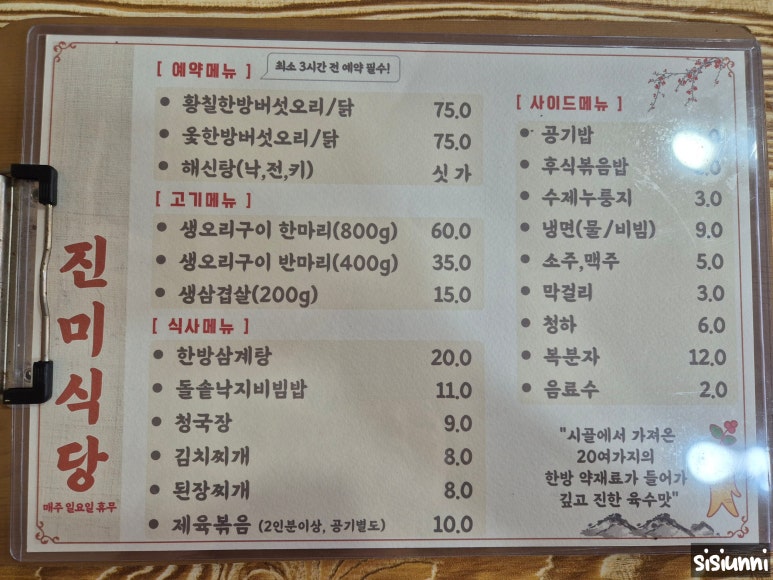 진미식당
매주 일요일 휴무
[ 예약메뉴 ] 최소 3시간 전 예약 필수!
황칠한방버섯오리/닭 75.0
옻한방버섯오리/닭 75.0
해신탕(낙,전,키) 싯가
[ 고기메뉴 ]
생오리구이 한마리(800g) 60.0
생오리구이 반마리(400g) 35.0
생삼겹살(200g) 15.0
[ 식사메뉴 ]
한방삼계탕 20.0
돌솥낙지비빔밥 11.0
청국장 9.0
김치찌개 8.0
된장찌개 8.0
제육볶음 (2인분이상, 공기별도) 10.0
[ 사이드메뉴 ]
공기밥
후식볶음밥
수제누룽지 3.0
냉면(물/비빔) 9.0
소주,맥주 5.0
막걸리 3.0
청하 6.0
복분자 12.0
음료수 2.0
"시골에서 가져온
20여가지의
한방 약재료가 들어가
깊고 진한 육수맛"
sisiunni